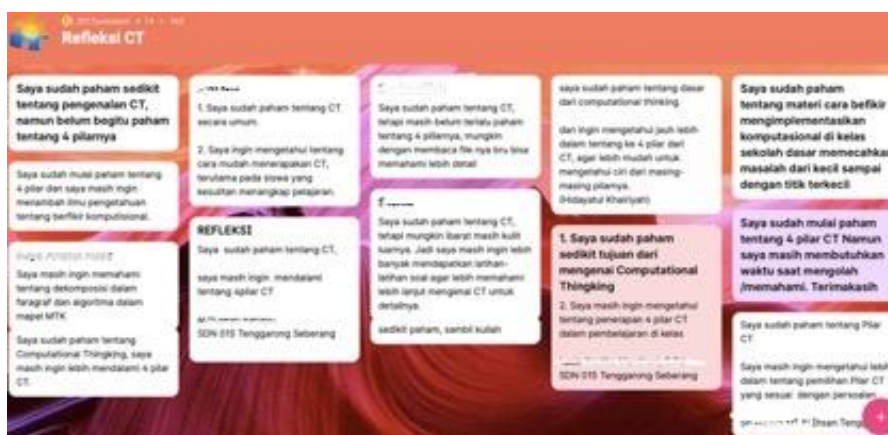 Refleksi CT
Saya sudah paham sedikit
tentang pengenalan CT,
namun belum begitu paham
tentang 4 pilarnya
Saya sudah mulai paham tentang
4 pilar dan saya masih ingin
menambah ilmu pengetahuan
tentang berfikir komputisional.
Saya masih ingin memahami
tentang dekomposisi dalam
faragraf dan algoritma dalam
mapel MTK
Saya sudah paham tentang
Computational Thingking, saya
masih ingin lebih mendalami 4 pilar
CT.
1. Saya sudah paham tentang CT
secara umum.
2. Saya ingin mengetahui tentang
cara mudah menerapakan CT,
terutama pada siswa yang
kesulitan menangkap pelajaran.
REFLEKSI
Saya sudah paham tentang CT,
saya masih ingin mendalami
tentang spilar CT
SDN 015 Tenggarong Seberang
Saya sudah paham tentang CT,
tetapi masih belum terlalu paham
tentang 4 pillarnya, mungkin
dengan membaca file nya bru bisa
memahami lebih detail
Saya sudah paham tentang CT,
tetapi mungkin ibarat masih kulit
luarnya. Jadi saya masih ingin lebih
banyak mendapatkan latihan-
latihan soal agar lebih memahami
lebih lanjut mengenai CT untuk
detailnya.
sedikit paham, sambil kuliah
saya sudah paham tentang dasar
dari computational thinking.
dan ingin mengetahui jauh lebih
dalam tentang ke 4 pilar dari
CT, agar lebih mudah untuk
mengetahui ciri dari masing-
masing pilarnya.
(Hidayatul Khairiyah)
1. Saya sudah paham
sedikit tujuan dari
mengenai Computational
Thingking
2. Saya masih ingin mengetahui
tentang penerapan 4 pilar CT
dalam pembelajaran di kelas
SDN 015 Tenggarong Seberang
Saya sudah paham
tentang materi cara befikir
mengimplementasikan
komputasional di kelas
sekolah dasar memecahkan
masalah dari kecil sampai
dengan titik terkecil
Saya sudah mulai paham
tentang 4 pilar CT Namun
saya masih membutuhkan
waktu saat mengolah
/memahami. Terimakasih
Saya sudah paham tentang Pilar
CT
Saya masih ingin mengetahui lebih
dalam tentang pemilihan Pilar CT
yang sesuai dengan persoalan
Ihsan